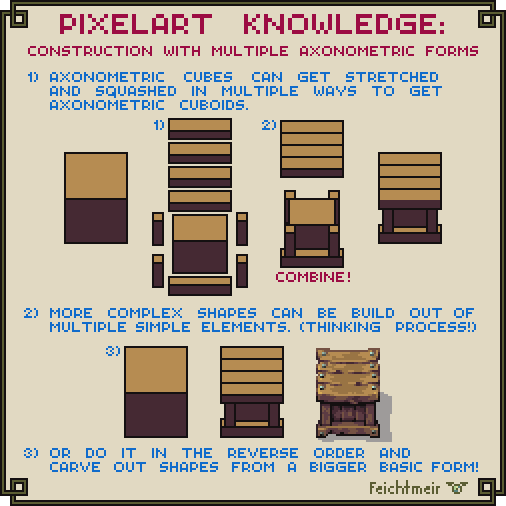 PIXELART KNOWLEDGE:
CONSTRUCTION WITH MULTIPLE AXONOMETRIC FORMS
1) AXONOMETRIC CUBES CAN GET STRETCHED
AND SQUASHED IN MULTIPLE WAYS TO GET
AXONOMETRIC CUBOIDS.
1)
2)
COMBINE!
2) MORE COMPLEX SHAPES CAN BE BUILD OUT OF
MULTIPLE SIMPLE ELEMENTS. (THINKING PROCESS!)
3)
3) OR DO IT IN THE REVERSE ORDER AND
CARVE OUT SHAPES FROM A BIGGER BASIC FORM!
Feichtmeir